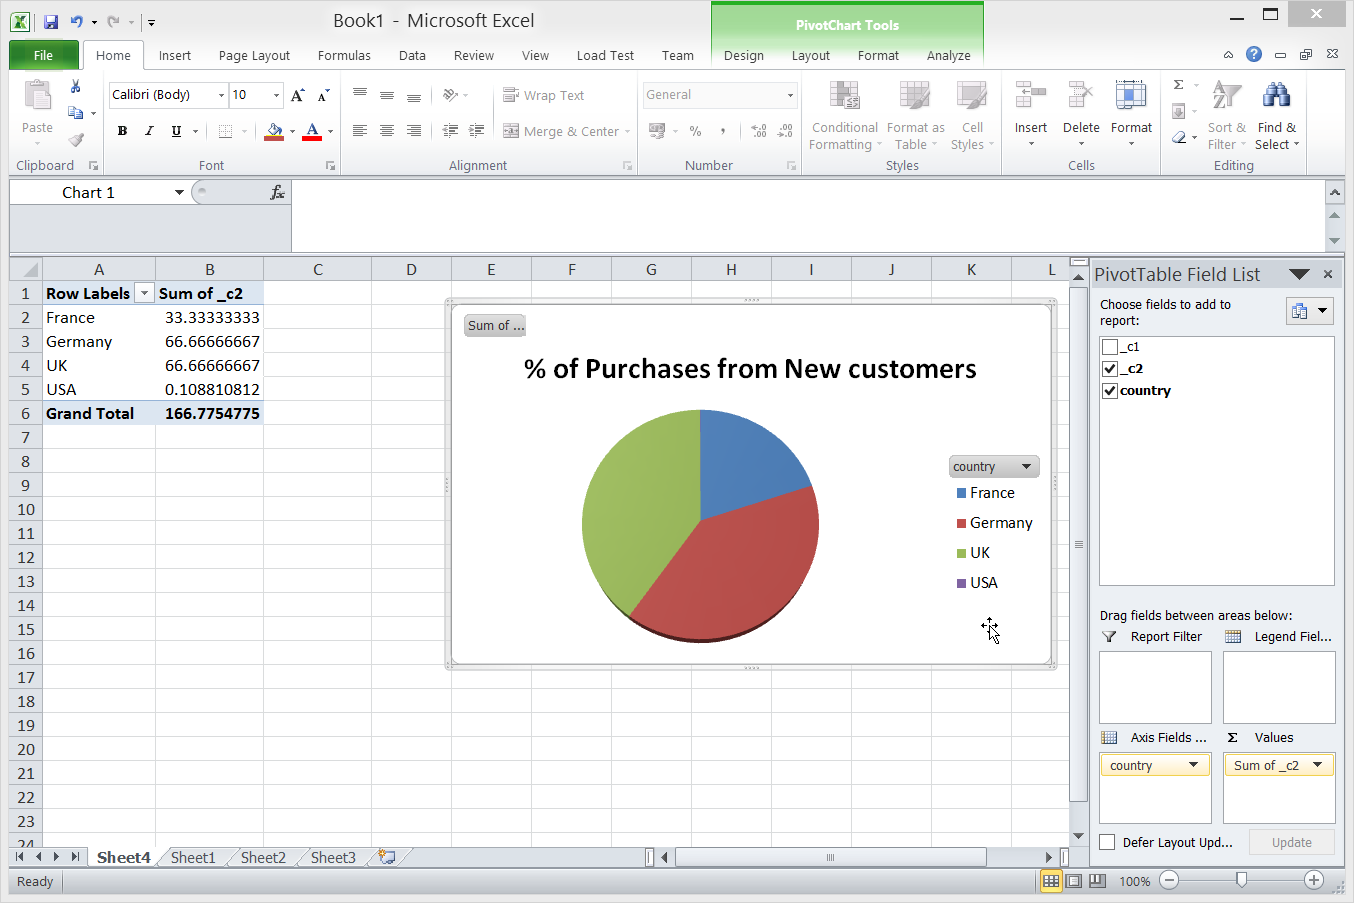 Book1 - Microsoft Excel
PivotChart Tools
File Home Insert Page Layout Formulas Data Review View Load Test Team Design Layout Format Analyze
Paste
Clipboard
Calibri (Body) 10
B I U
Font
Wrap Text
Merge & Center
Alignment
General
%
Number
Conditional Formatting
Format as Table
Cell Styles
Styles
Insert
Delete
Format
Cells
Sort & Filter
Find & Select
Editing
Chart 1
fx
A B C D E F G H I J K L
1 Row Labels Sum of _c2
2 France 33.33333333
3 Germany 66.66666667
4 UK 66.66666667
5 USA 0.108810812
6 Grand Total 166.7754775
7
8
9
10
11
12
13
14
15
16
17
18
19
20
21
22
23
24
Sum of ...
% of Purchases from New customers
country
France
Germany
UK
USA
PivotTable Field List
Choose fields to add to
report:
_c1
_c2
country
Drag fields between areas below:
Report Filter
Legend Fiel...
Axis Fields ...
Σ Values
country
Sum of _c2
Defer Layout Upd...
Update
Sheet4 Sheet1 Sheet2 Sheet3
Ready
100%